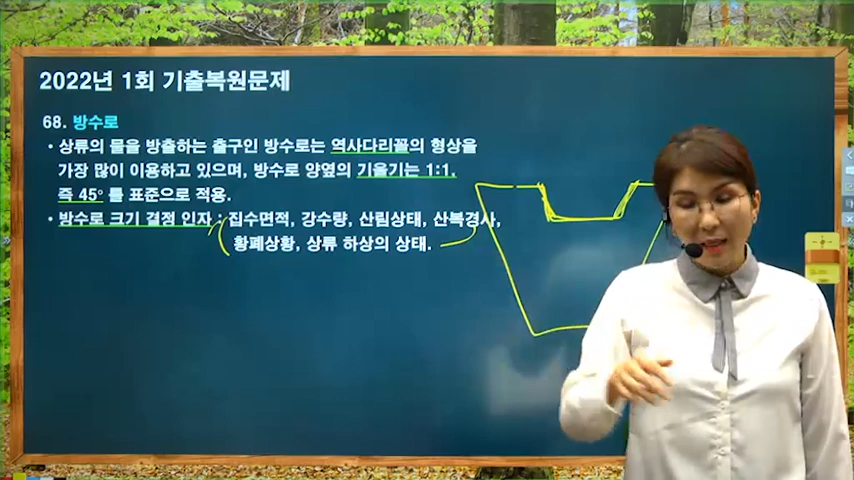 2022년 1회 기출복원문제
68. 방수로
• 상류의 물을 방출하는 출구인 방수로는 역사다리꼴의 형상을
가장 많이 이용하고 있으며, 방수로 양옆의 기울기는 1:1,
즉 45° 를 표준으로 적용.
• 방수로 크기 결정 인자 : 집수면적, 강수량, 산림상태, 산복경사,
황폐상황, 상류 하상의 상태.